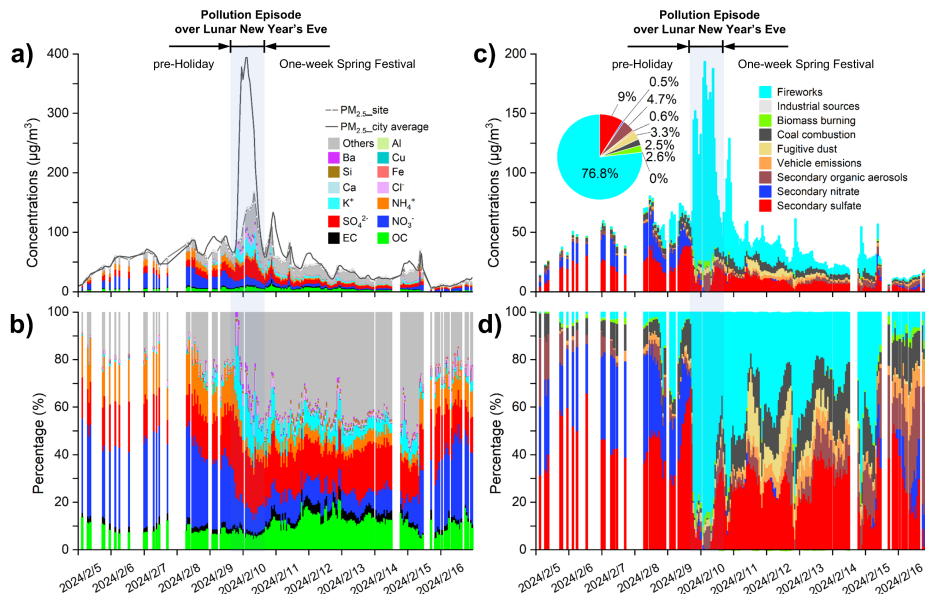 Pollution Episode
over Lunar New Year's Eve
a)
pre-Holiday
One-week Spring Festival
Concentrations (µg/m³)
400
300
200
100
0
PM₂.₅_site
PM₂.₅_city average
Others
Al
Ba
Cu
Si
Fe
Ca
Cl⁻
K⁺
NH₄⁺
SO₄²⁻
NO₃⁻
EC
OC
Pollution Episode
over Lunar New Year's Eve
c)
pre-Holiday
One-week Spring Festival
Concentrations (µg/m³)
200
150
100
50
0
9%
0.5%
4.7%
0.6%
3.3%
2.5%
2.6%
0%
76.8%
Fireworks
Industrial sources
Biomass burning
Coal combustion
Fugitive dust
Vehicle emissions
Secondary organic aerosols
Secondary nitrate
Secondary sulfate
b)
Percentage (%)
100
80
60
40
20
0
2024/2/5
2024/2/6
2024/2/7
2024/2/8
2024/2/9
2024/2/10
2024/2/11
2024/2/12
2024/2/13
2024/2/14
2024/2/15
2024/2/16
d)
Percentage (%)
100
80
60
40
20
0
2024/2/5
2024/2/6
2024/2/7
2024/2/8
2024/2/9
2024/2/10
2024/2/11
2024/2/12
2024/2/13
2024/2/14
2024/2/15
2024/2/16